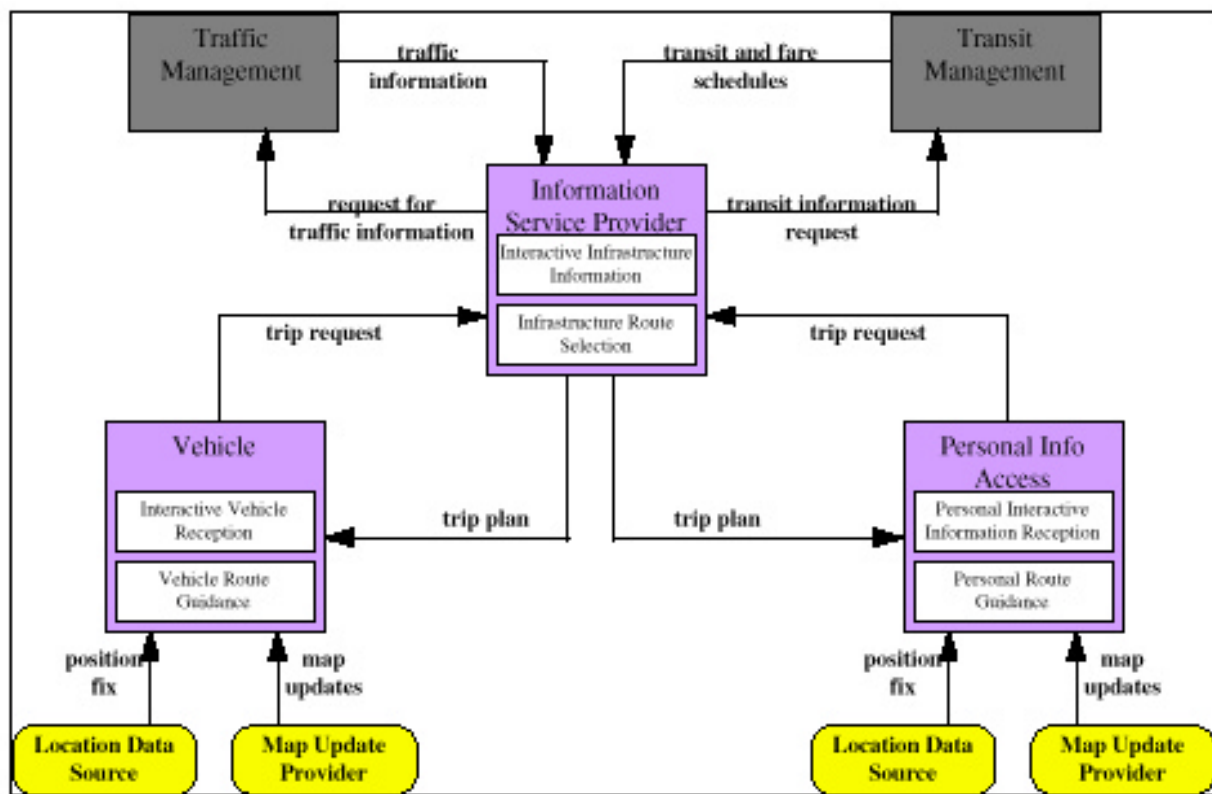 Traffic
Management
traffic
information
transit and fare
schedules
Transit
Management
request for
traffic information
Information
Service Provider
transit information
request
Interactive Infrastructure
Information
Infrastructure Route
Selection
trip request
trip request
Vehicle
Interactive Vehicle
Reception
Vehicle Route
Guidance
trip plan
trip plan
Personal Info
Access
Personal Interactive
Information Reception
Personal Route
Guidance
position
fix
map
updates
position
fix
map
updates
Location Data
Source
Map Update
Provider
Location Data
Source
Map Update
Provider